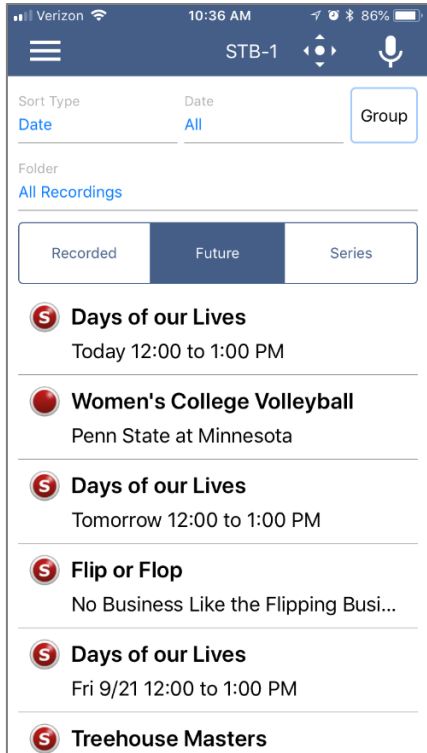 Verizon 10:36 AM 86%
STB-1
Sort Type Date
Date All Group
Folder
All Recordings
Recorded Future Series
S Days of our Lives
Today 12:00 to 1:00 PM
Women's College Volleyball
Penn State at Minnesota
S Days of our Lives
Tomorrow 12:00 to 1:00 PM
S Flip or Flop
No Business Like the Flipping Busi...
S Days of our Lives
Fri 9/21 12:00 to 1:00 PM
S Treehouse Masters